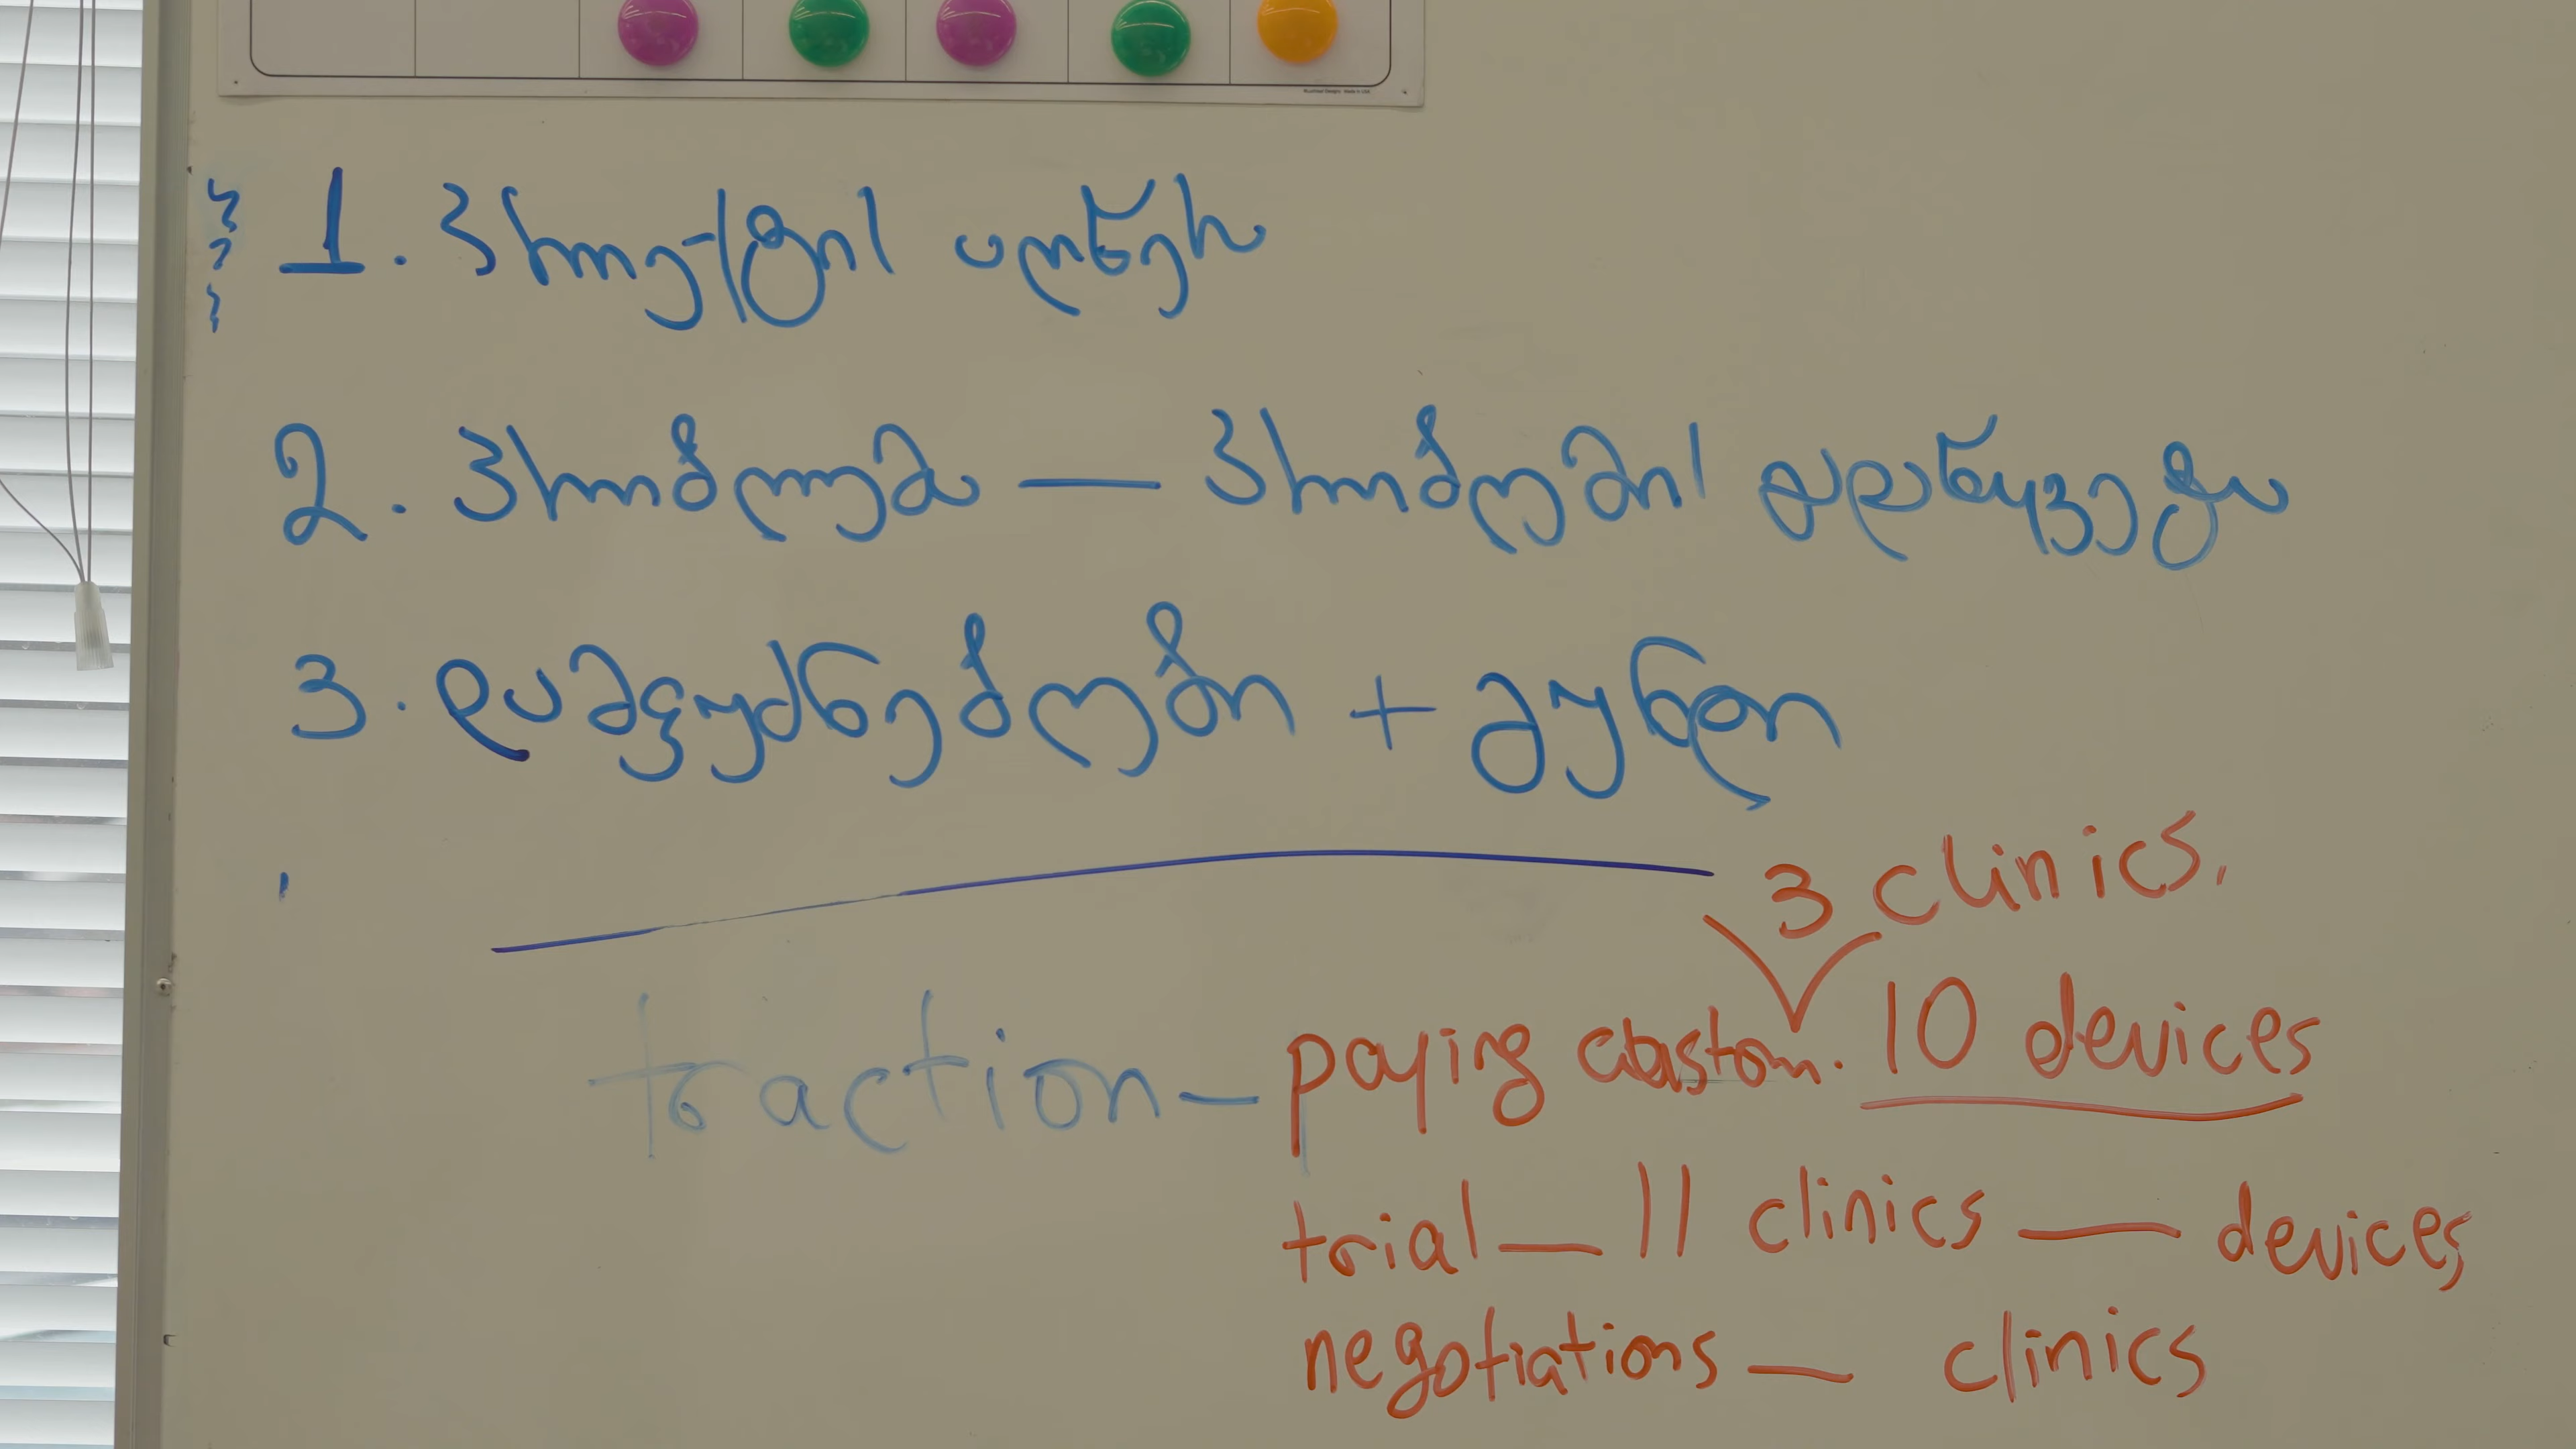 1. პროექტის აღწერა
2. პრობლემა — პრობლემის გადაწყვეტა
3. დამფუძნებლები + გუნდი
3 clinics.
traction — paying custom. 10 devices
trial — 11 clinics — devices
negotiations — clinics